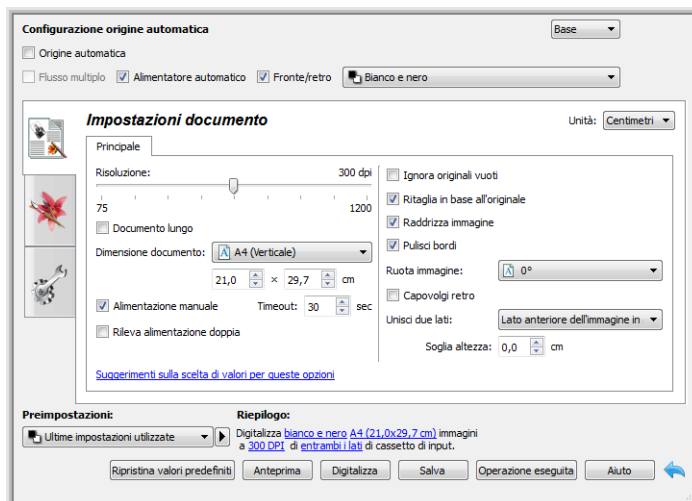 Configurazione origine automatica
Base
Origine automatica
Flusso multiplo Alimentatore automatico Fronte/retro Bianco e nero
Impostazioni documento
Unità: Centimetri
Principale
Risoluzione: 300 dpi
75 1200
Documento lungo
Dimensione documento: A4 (Verticale)
21,0 × 29,7 cm
Alimentazione manuale Timeout: 30 sec
Rileva alimentazione doppia
Suggerimenti sulla scelta di valori per queste opzioni
Ignora originali vuoti
Ritaglia in base all'originale
Raddrizza immagine
Pulisci bordi
Ruota immagine: 0°
Capovolgi retro
Unisci due lati: Lato anteriore dell'immagine in
Soglia altezza: 0,0 cm
Preimpostazioni:
Ultime impostazioni utilizzate
Riepilogo:
Digitalizza bianco e nero A4 (21,0x29,7 cm) immagini
a 300 DPI di entrambi i lati di cassetto di input.
Ripristina valori predefiniti Anteprima Digitalizza Salva Operazione eseguita Aiuto